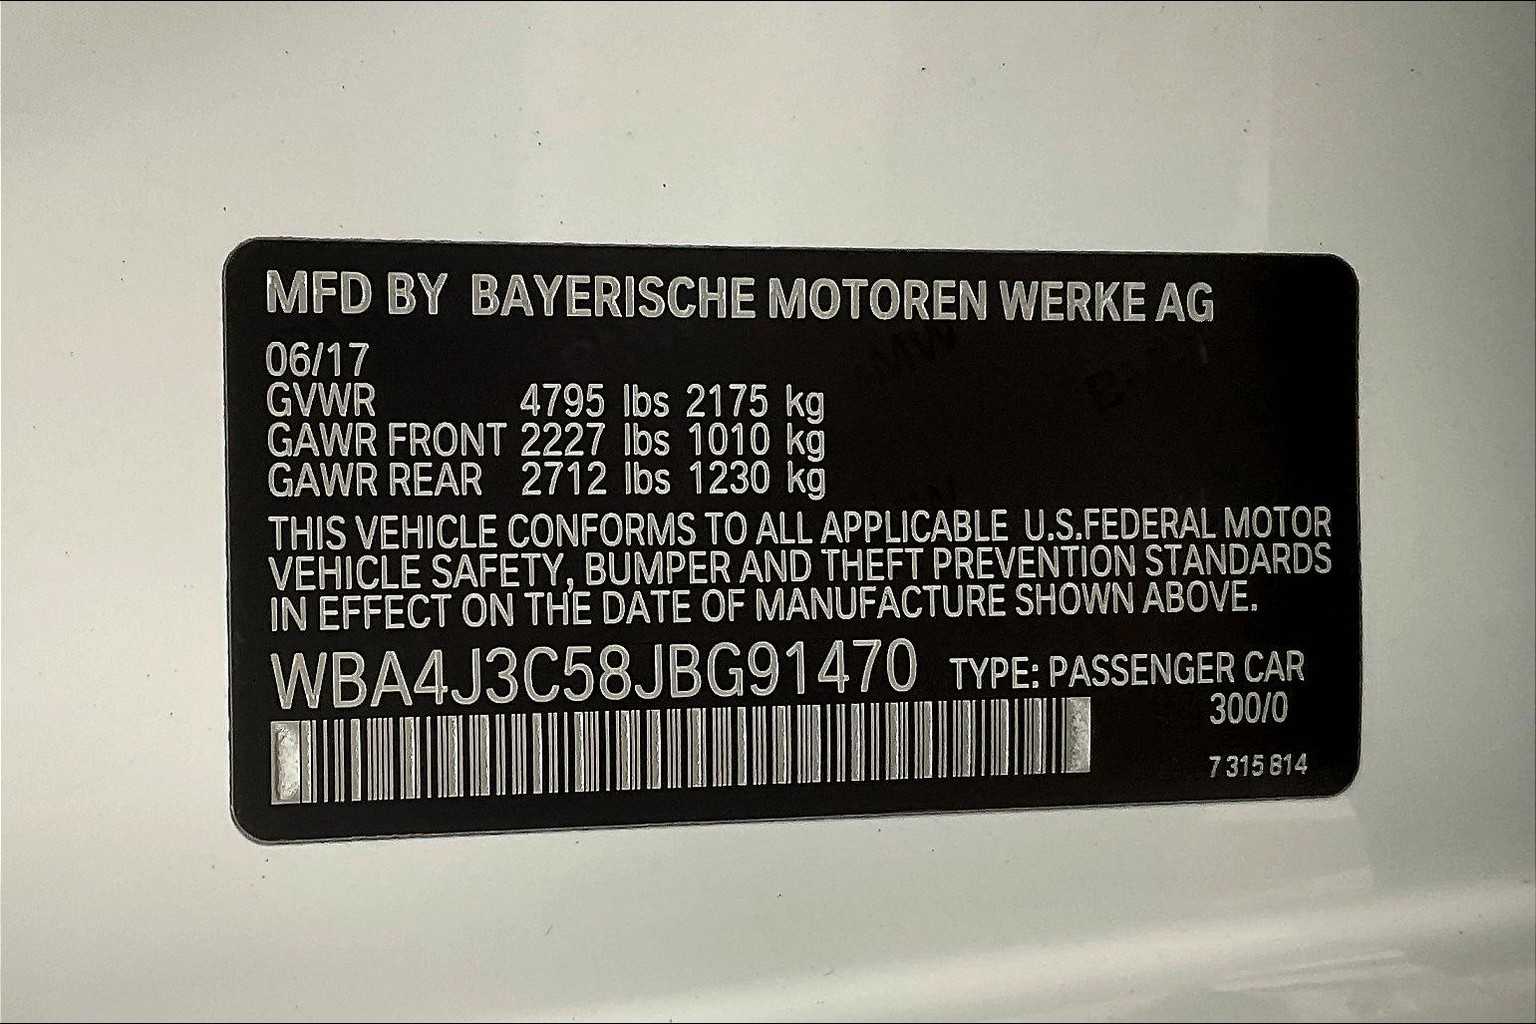 MFD BY BAYERISCHE MOTOREN WERKE AG
06/17
GVWR 4795 lbs 2175 kg
GAWR FRONT 2227 lbs 1010 kg
GAWR REAR 2712 lbs 1230 kg
THIS VEHICLE CONFORMS TO ALL APPLICABLE U.S.FEDERAL MOTOR
VEHICLE SAFETY, BUMPER AND THEFT PREVENTION STANDARDS
IN EFFECT ON THE DATE OF MANUFACTURE SHOWN ABOVE.
WBA4J3C58JBG91470 TYPE: PASSENGER CAR
300/0
7 315 814